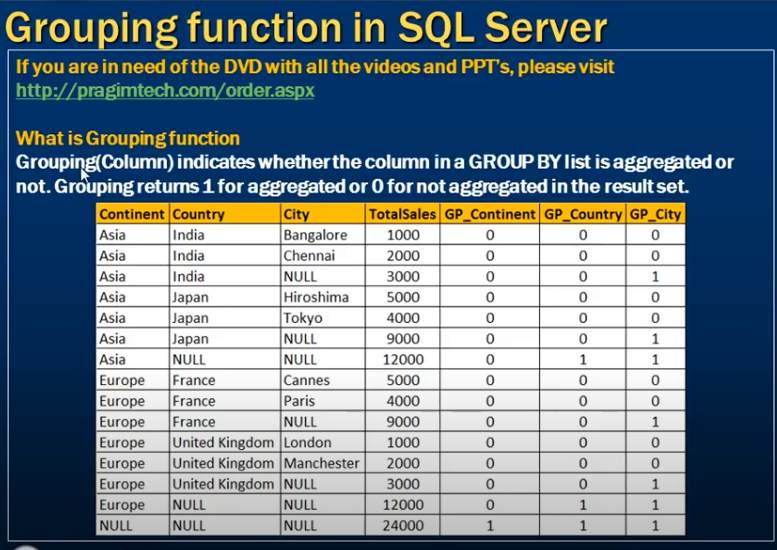 Grouping function in SQL Server
If you are in need of the DVD with all the videos and PPT's, please visit
http://pragimtech.com/order.aspx
What is Grouping function
Grouping(Column) indicates whether the column in a GROUP BY list is aggregated or
not. Grouping returns 1 for aggregated or 0 for not aggregated in the result set.
Continent Country City TotalSales GP_Continent GP_Country GP_City
Asia India Bangalore 1000 0 0 0
Asia India Chennai 2000 0 0 0
Asia India NULL 3000 0 0 1
Asia Japan Hiroshima 5000 0 0 0
Asia Japan Tokyo 4000 0 0 0
Asia Japan NULL 9000 0 0 1
Asia NULL NULL 12000 0 1 1
Europe France Cannes 5000 0 0 0
Europe France Paris 4000 0 0 0
Europe France NULL 9000 0 0 1
Europe United Kingdom London 1000 0 0 0
Europe United Kingdom Manchester 2000 0 0 0
Europe United Kingdom NULL 3000 0 0 1
Europe NULL NULL 12000 0 1 1
NULL NULL NULL 24000 1 1 1